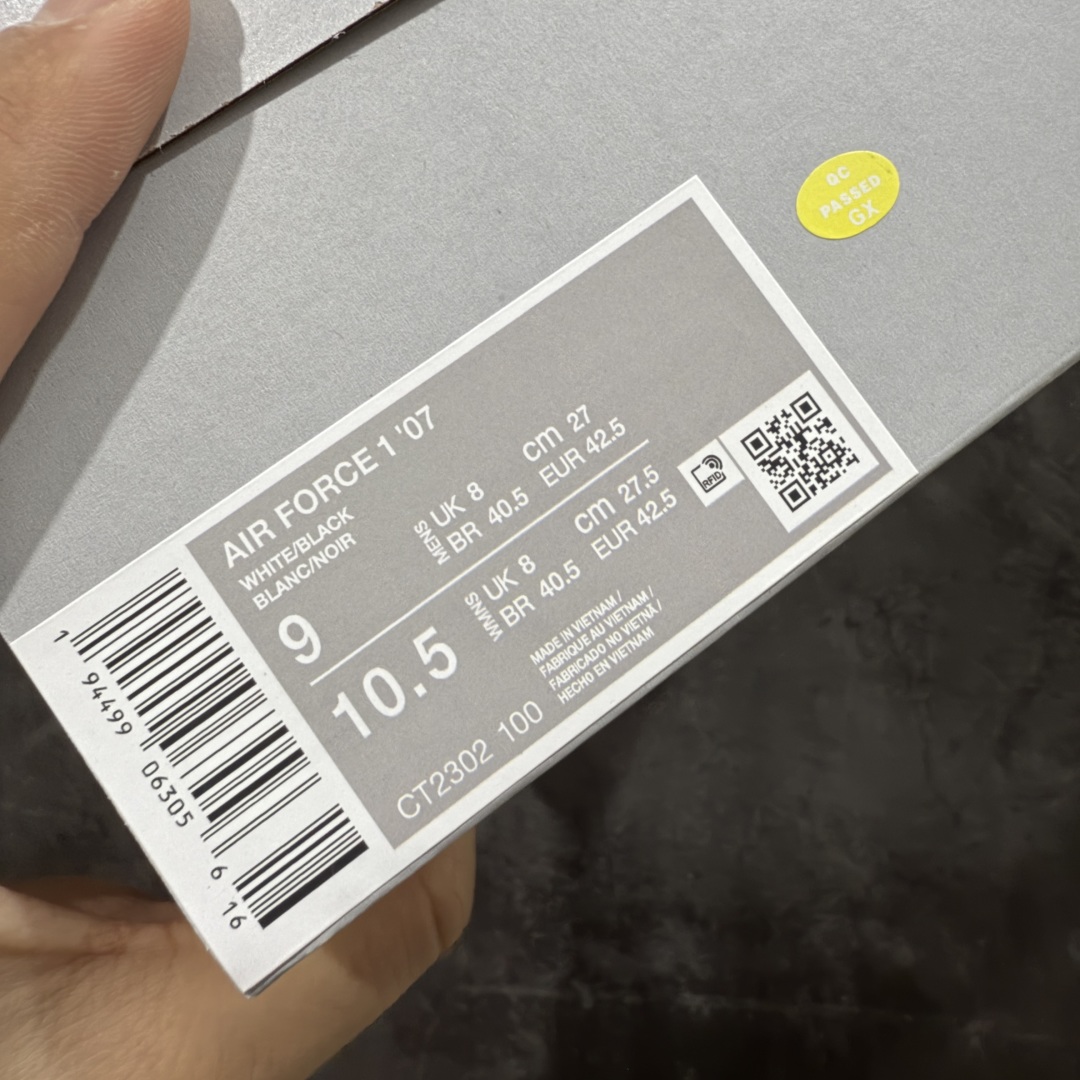 QC
PASSED
GX
AIR FORCE 1 '07
WHITE/BLACK
BLANC/NOIR
9
MENS
UK 8
BR 40.5
cm 27
EUR 42.5
10.5
WMNS
UK 8
BR 40.5
cm 27.5
EUR 42.5
RFID
CT2302 100
MADE IN VIETNAM /
FABRIQUE AU VIETNAM /
FABRICADO NO VIETNÃ /
HECHO EN VIETNAM
1 94499 06305 6 16